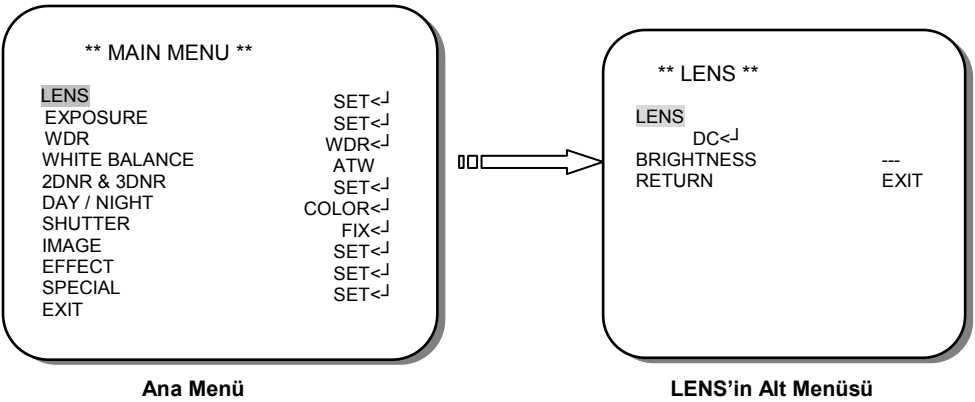 ** MAIN MENU **
LENS SET<┘
EXPOSURE SET<┘
WDR WDR<┘
WHITE BALANCE ATW
2DNR & 3DNR SET<┘
DAY / NIGHT COLOR<┘
SHUTTER FIX<┘
IMAGE SET<┘
EFFECT SET<┘
SPECIAL SET<┘
EXIT
Ana Menü
** LENS **
LENS
DC<┘
BRIGHTNESS ---
RETURN EXIT
LENS’in Alt Menüsü